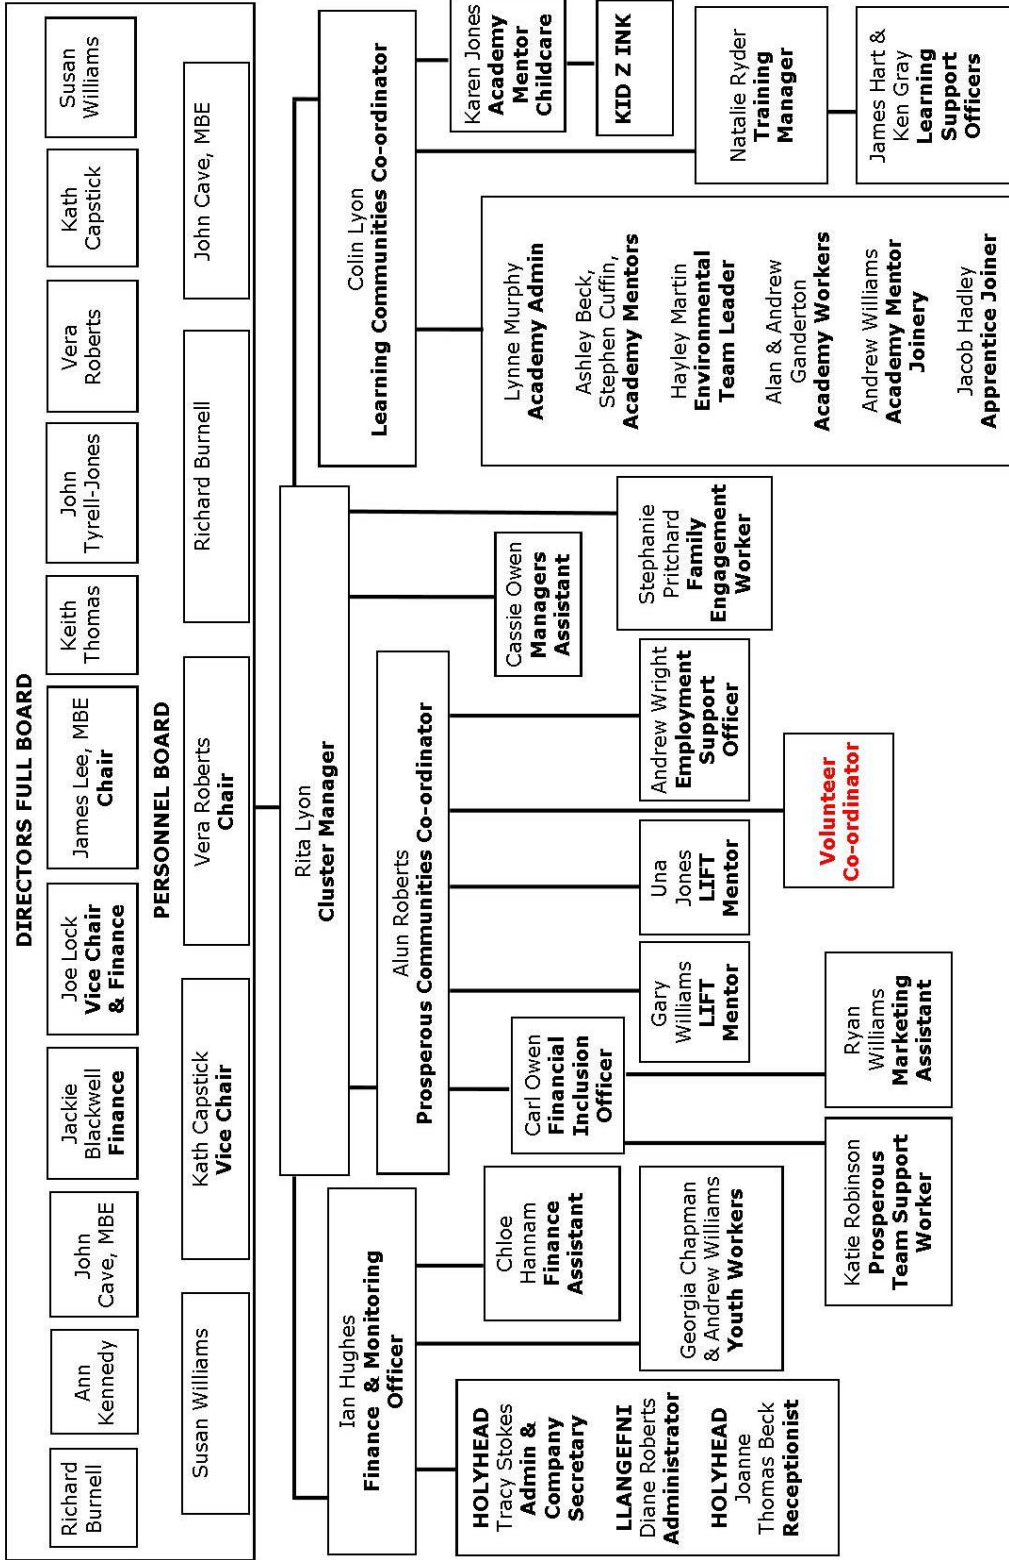 DIRECTORS FULL BOARD
Richard
Burnell
Ann
Kennedy
John
Cave, MBE
Jackie
Blackwell
Finance
Joe Lock
Vice Chair
& Finance
James Lee, MBE
Chair
Keith
Thomas
John
Tyrell-Jones
Vera
Roberts
Kath
Capstick
Susan
Williams
PERSONNEL BOARD
Susan Williams
Kath Capstick
Vice Chair
Vera Roberts
Chair
Richard Burnell
John Cave, MBE
Rita Lyon
Cluster Manager
Ian Hughes
Finance & Monitoring
Officer
HOLYHEAD
Tracy Stokes
Admin &
Company
Secretary
LLANGEFNI
Diane Roberts
Administrator
HOLYHEAD
Joanne
Thomas Beck
Receptionist
Georgia Chapman
& Andrew Williams
Youth Workers
Chloe
Hannam
Finance
Assistant
Alun Roberts
Prosperous Communities Co-ordinator
Carl Owen
Financial
Inclusion
Officer
Katie Robinson
Prosperous
Team Support
Worker
Ryan
Williams
Marketing
Assistant
Gary
Williams
LIFT
Mentor
Una
Jones
LIFT
Mentor
Volunteer
Co-ordinator
Andrew Wright
Employment
Support
Officer
Cassie Owen
Managers
Assistant
Stephanie
Pritchard
Family
Engagement
Worker
Colin Lyon
Learning Communities Co-ordinator
Lynne Murphy
Academy Admin
Ashley Beck,
Stephen Cuffin,
Academy Mentors
Hayley Martin
Environmental
Team Leader
Alan & Andrew
Ganderton
Academy Workers
Andrew Williams
Academy Mentor
Joinery
Jacob Hadley
Apprentice Joiner
Natalie Ryder
Training
Manager
James Hart &
Ken Gray
Learning
Support
Officers
Karen Jones
Academy
Mentor
Childcare
KID Z INK